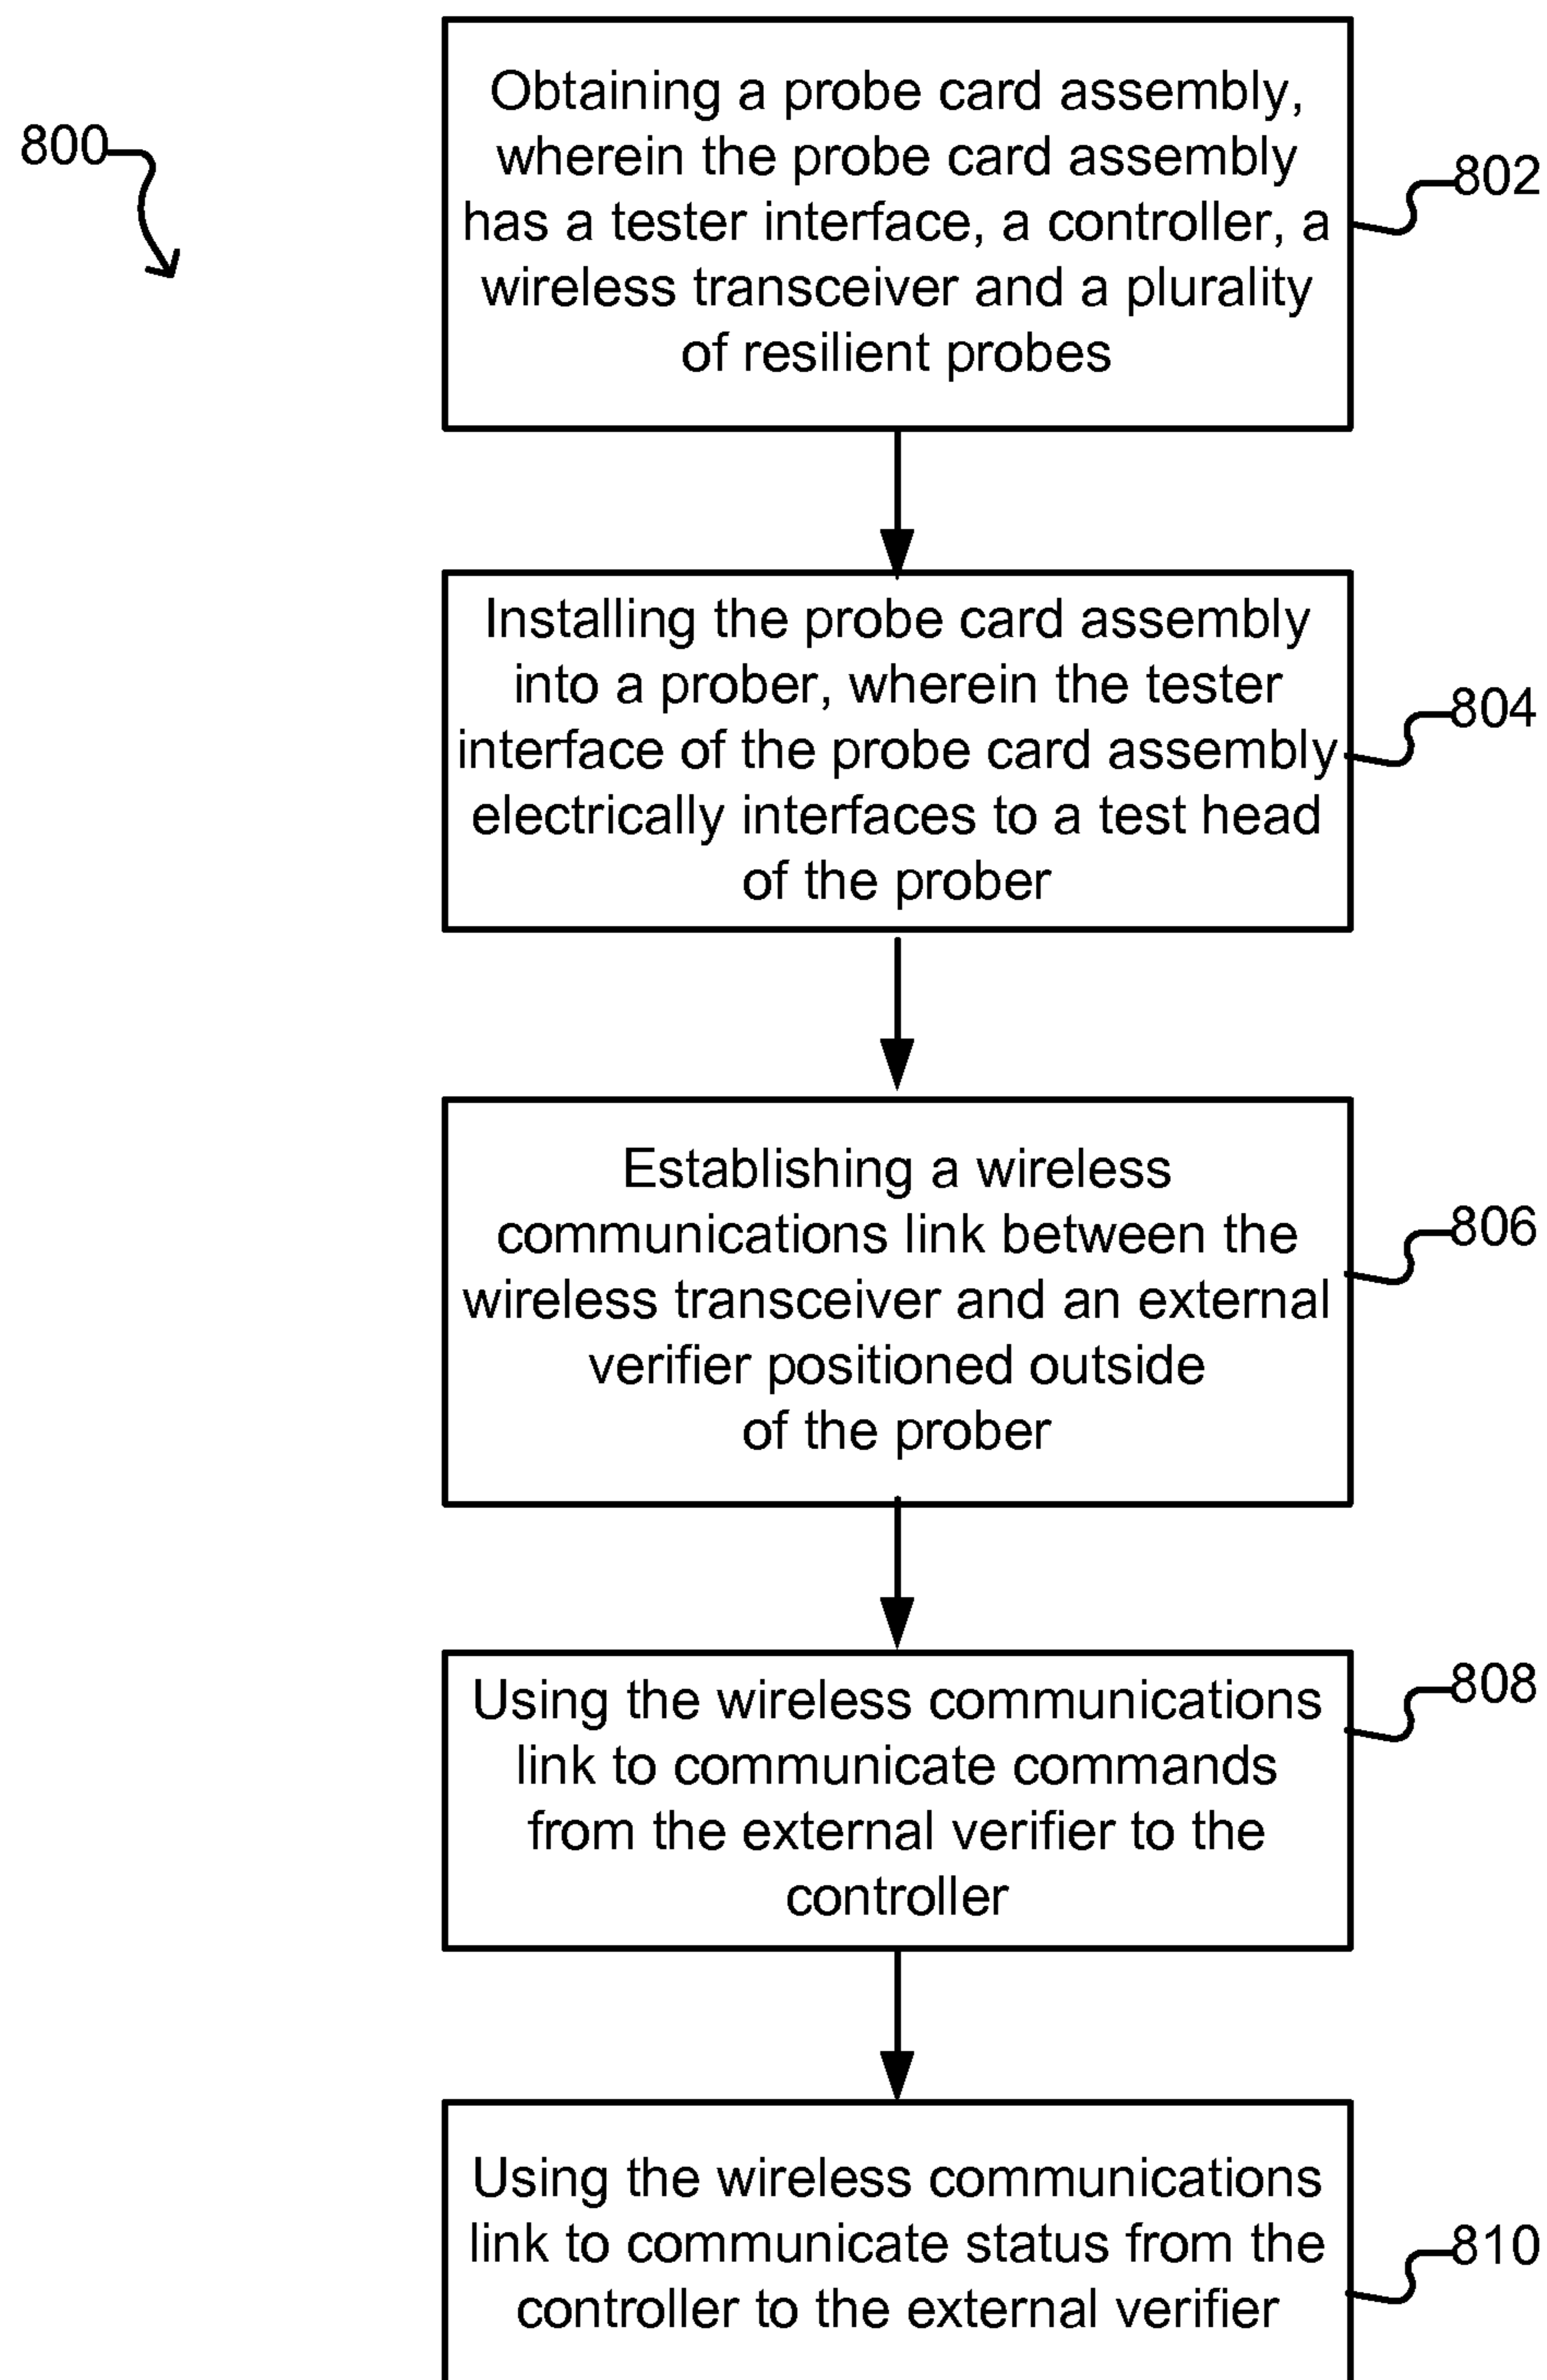 800
Obtaining a probe card assembly,
wherein the probe card assembly
has a tester interface, a controller, a
wireless transceiver and a plurality
of resilient probes
802
Installing the probe card assembly
into a prober, wherein the tester
interface of the probe card assembly
electrically interfaces to a test head
of the prober
804
Establishing a wireless
communications link between the
wireless transceiver and an external
verifier positioned outside
of the prober
806
Using the wireless communications
link to communicate commands
from the external verifier to the
controller
808
Using the wireless communications
link to communicate status from the
controller to the external verifier
810